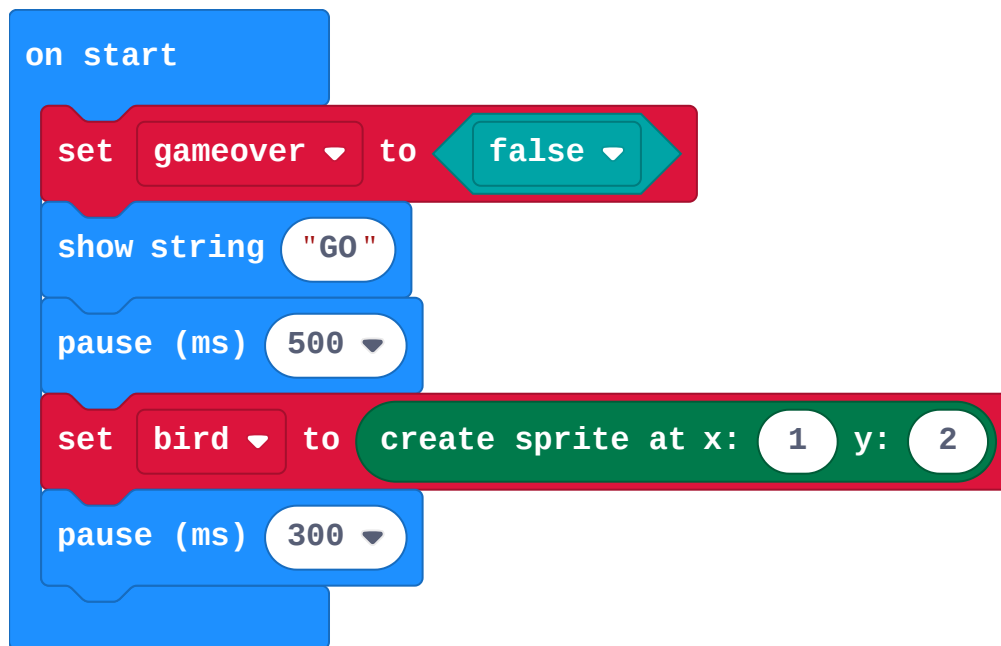 on start
set gameover to false
show string "GO"
pause (ms) 500
set bird to create sprite at x: 1 y: 2
pause (ms) 300